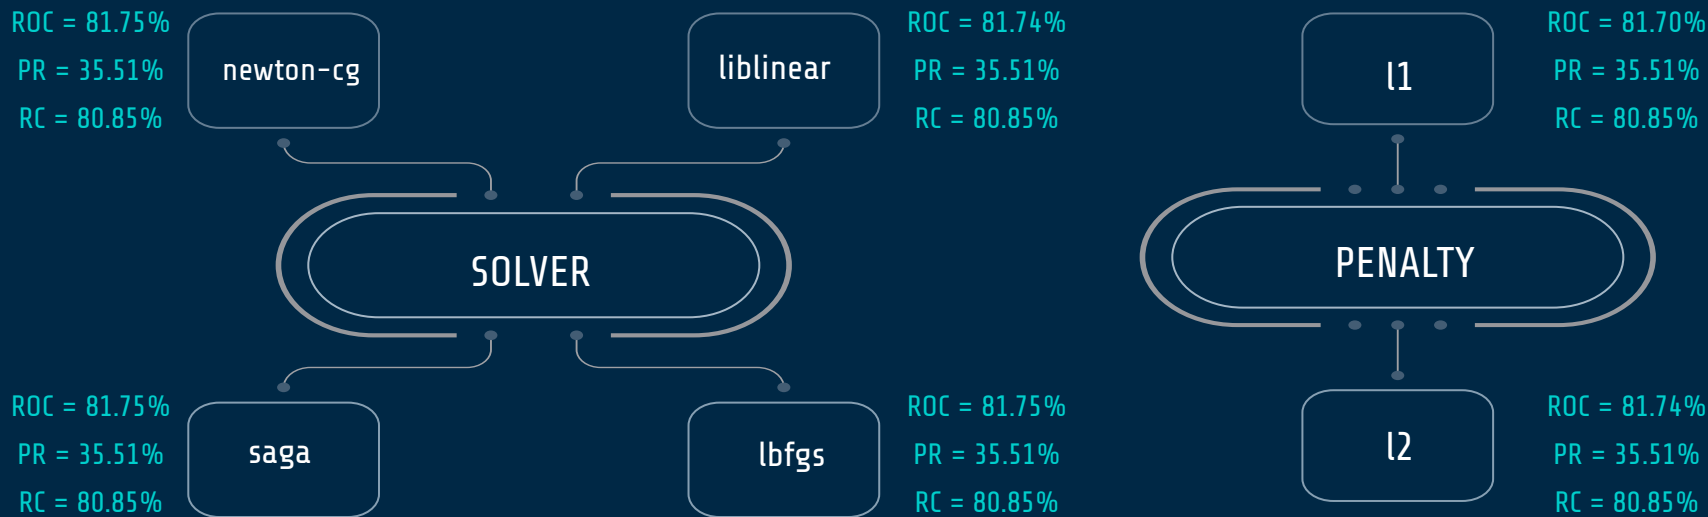 ROC = 81.75%
PR = 35.51%
RC = 80.85%
newton-cg
liblinear
ROC = 81.74%
PR = 35.51%
RC = 80.85%
SOLVER
ROC = 81.75%
PR = 35.51%
RC = 80.85%
saga
lbfgs
ROC = 81.75%
PR = 35.51%
RC = 80.85%
l1
ROC = 81.70%
PR = 35.51%
RC = 80.85%
PENALTY
l2
ROC = 81.74%
PR = 35.51%
RC = 80.85%